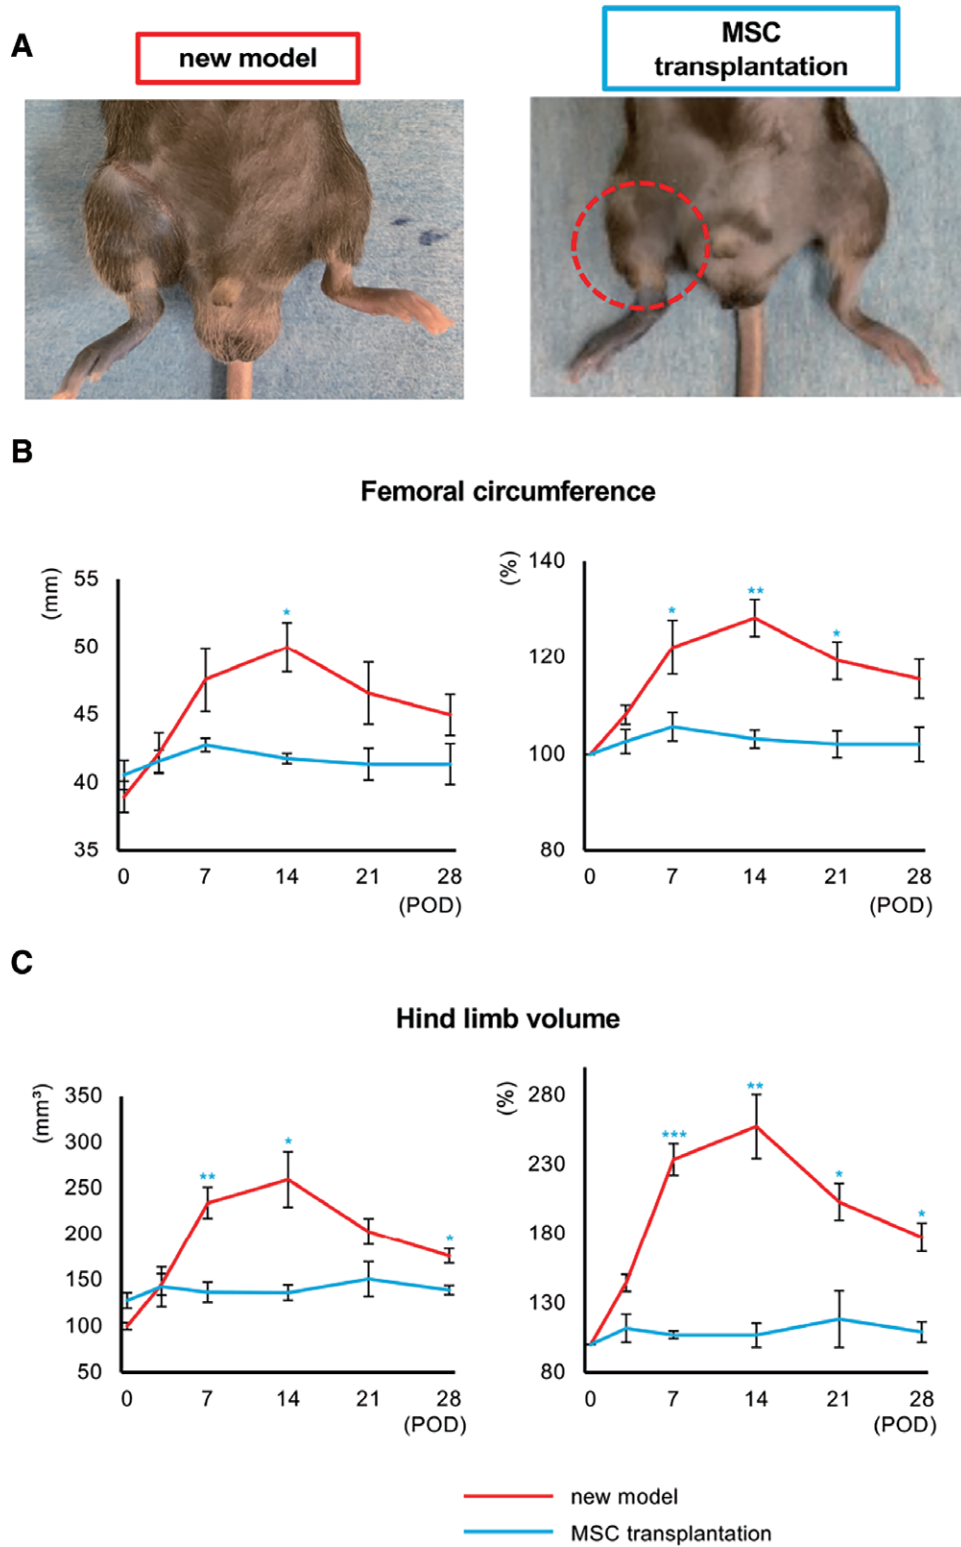 A
new model
MSC
transplantation
B
Femoral circumference
(mm)
55
50
45
40
35
*
0 7 14 21 28
(POD)
(%)
140
120
100
80
* ** *
0 7 14 21 28
(POD)
C
Hind limb volume
(mm³)
350
300
250
200
150
100
50
** * *
0 7 14 21 28
(POD)
(%)
280
230
180
130
80
*** ** * *
0 7 14 21 28
(POD)
new model
MSC transplantation